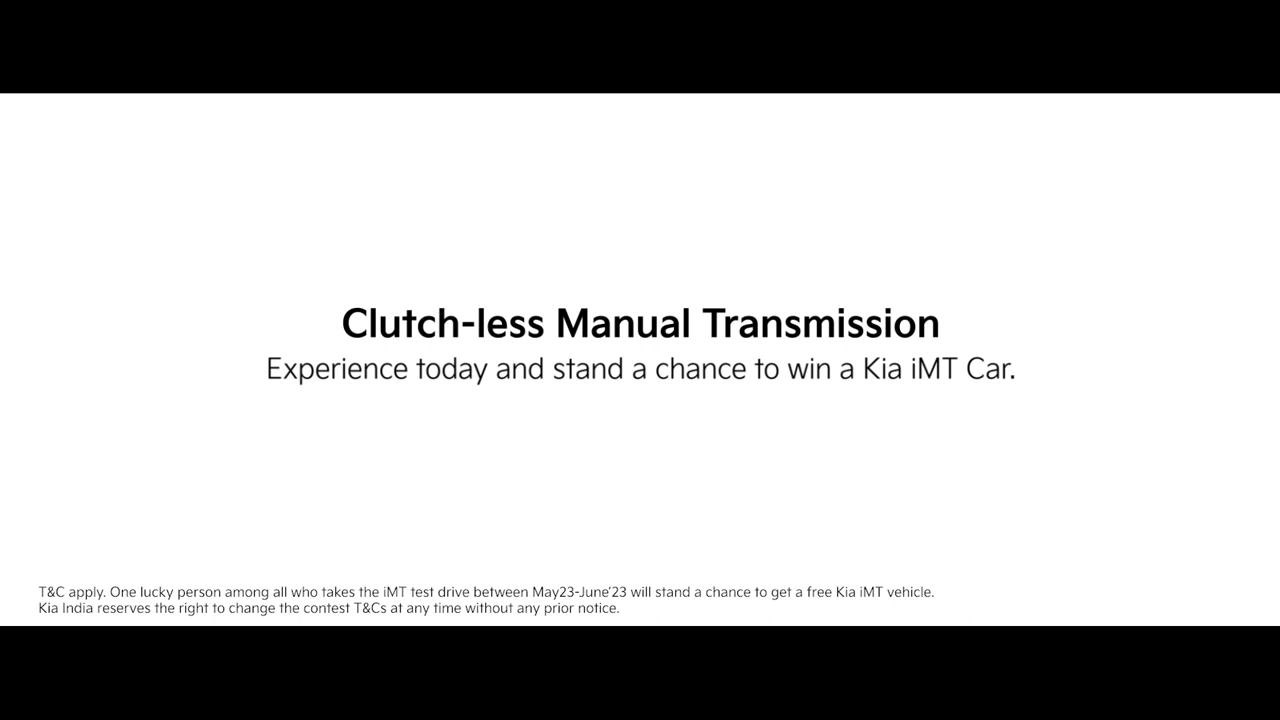 Clutch-less Manual Transmission
Experience today and stand a chance to win a Kia iMT Car.
T&C apply. One lucky person among all who takes the iMT test drive between May23-June'23 will stand a chance to get a free Kia iMT vehicle.
Kia India reserves the right to change the contest T&Cs at any time without any prior notice.